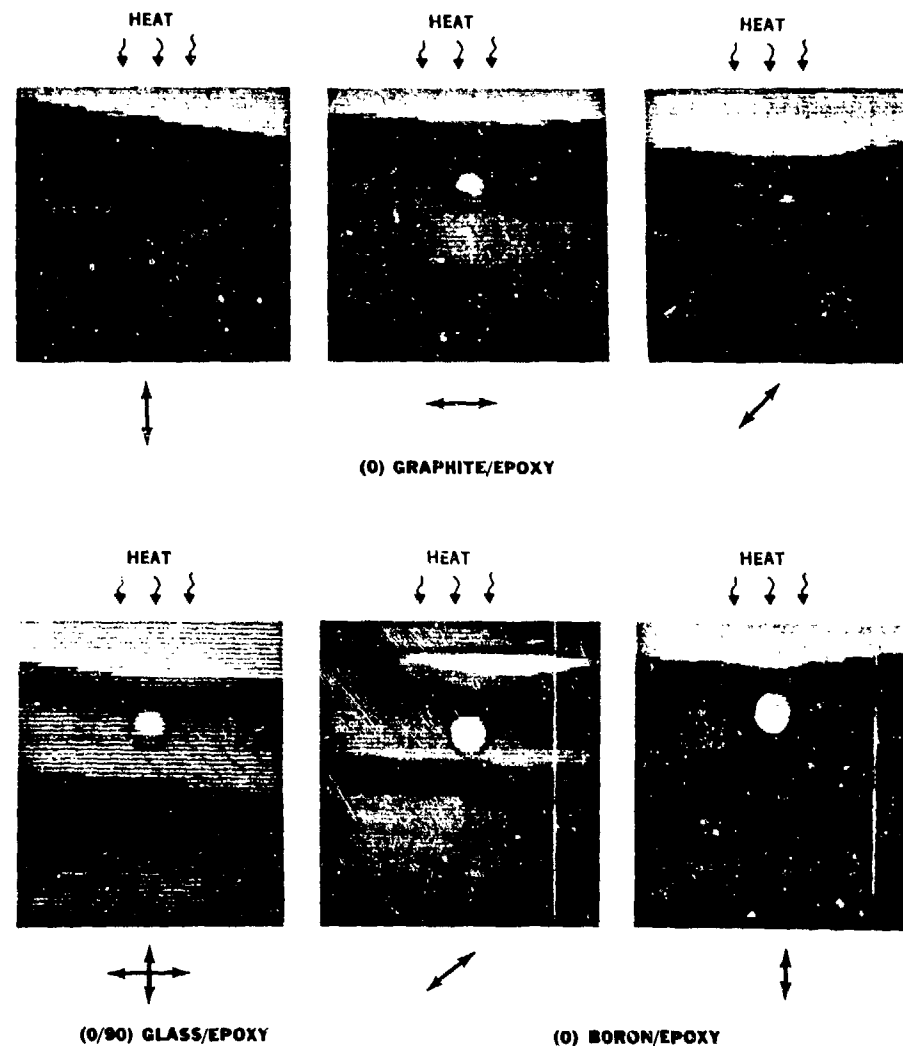 HEAT HEAT HEAT
(0) GRAPHITE/EPOXY
HEAT HEAT HEAT
(0/90) GLASS/EPOXY (0) BORON/EPOXY